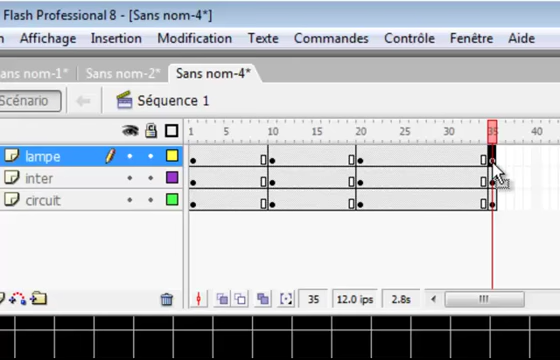 Flash Professional 8 - [Sans nom-4*]
Affichage Insertion Modification Texte Commandes Contrôle Fenêtre Aide
ans nom-1* Sans nom-2* Sans nom-4*
Scénario Séquence 1
1 5 10 15 20 25 30 35 40
lampe
inter
circuit
35 12.0 ips 2.8s